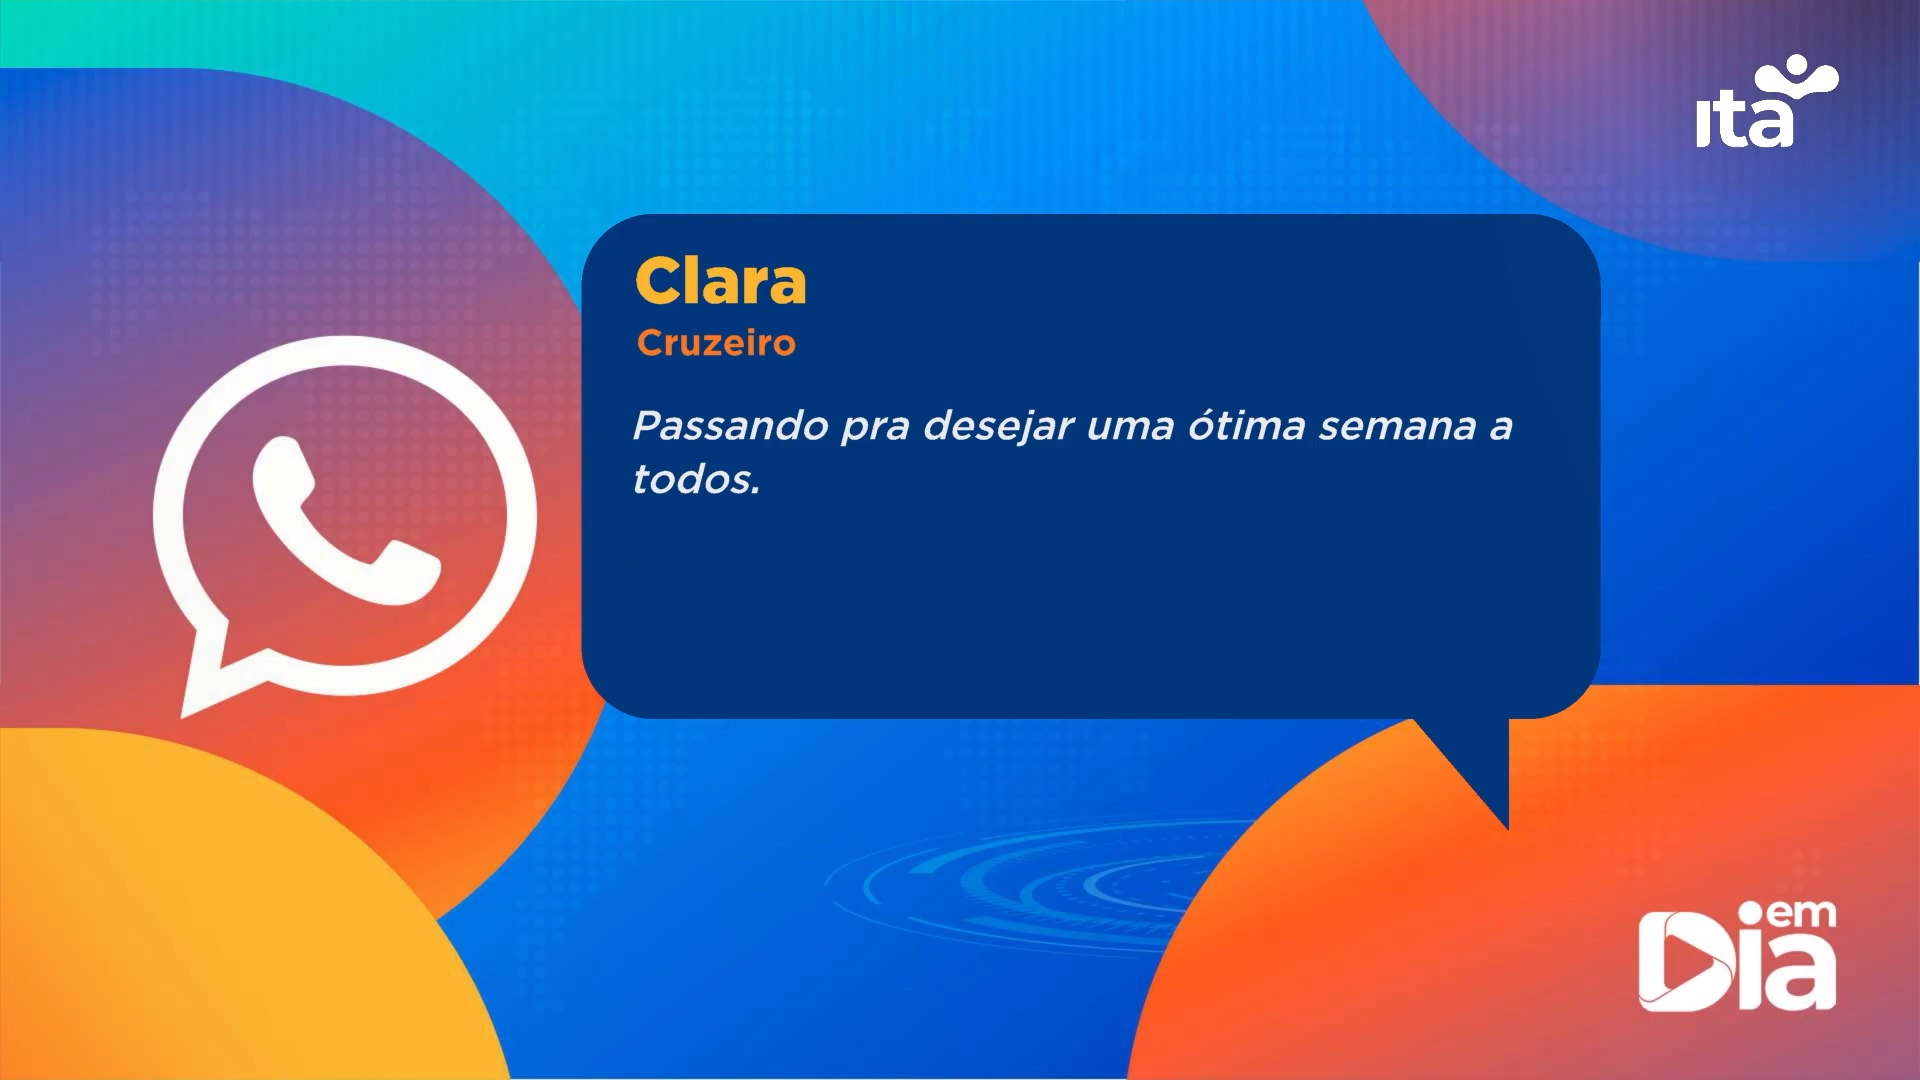 ita
Clara
Cruzeiro
Passando pra desejar uma ótima semana a
todos.
em
Dia